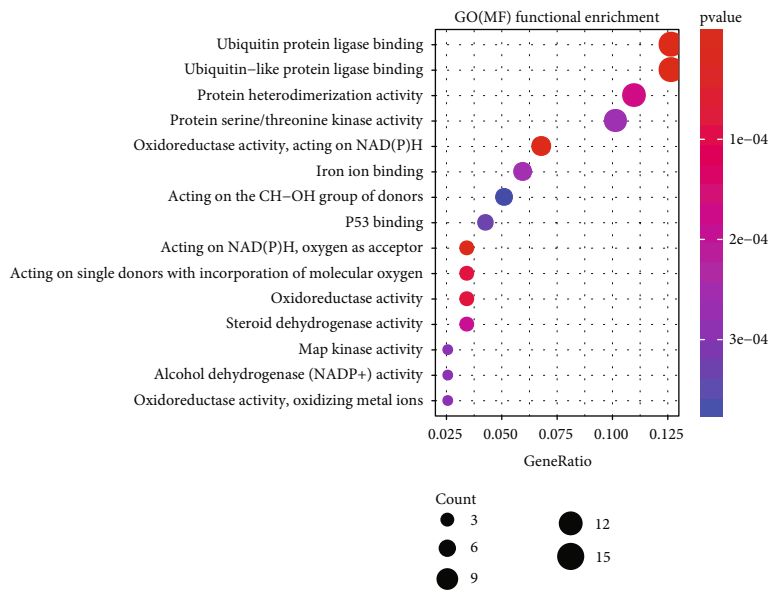 GO(MF) functional enrichment
pvalue
Ubiquitin protein ligase binding
Ubiquitin−like protein ligase binding
Protein heterodimerization activity
Protein serine/threonine kinase activity
Oxidoreductase activity, acting on NAD(P)H
Iron ion binding
Acting on the CH−OH group of donors
P53 binding
Acting on NAD(P)H, oxygen as acceptor
Acting on single donors with incorporation of molecular oxygen
Oxidoreductase activity
Steroid dehydrogenase activity
Map kinase activity
Alcohol dehydrogenase (NADP+) activity
Oxidoreductase activity, oxidizing metal ions
1e−04
2e−04
3e−04
0.025 0.050 0.075 0.100 0.125
GeneRatio
Count
3
6
9
12
15